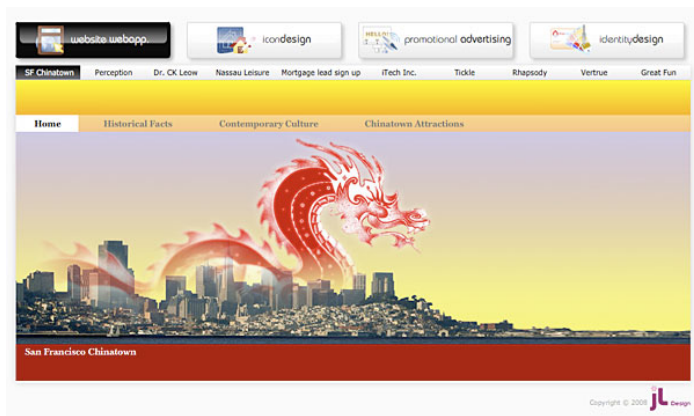 website webapp.
icondesign
HELLO!
promotional advertising
identitydesign
SF Chinatown Perception Dr. CK Leow Nassau Leisure Mortgage lead sign up iTech Inc. Tickle Rhapsody Vertrue Great Fun
Home Historical Facts Contemporary Culture Chinatown Attractions
San Francisco Chinatown
Copyright © 2008 jL Design